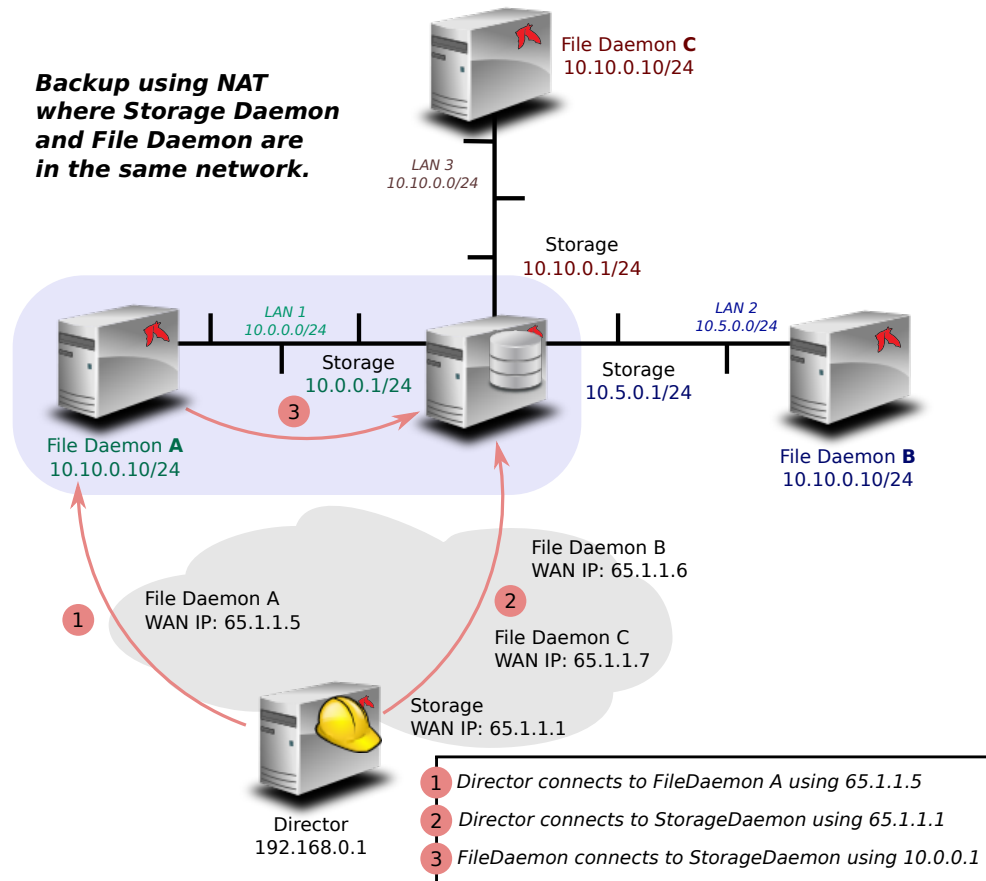 Backup using NAT
where Storage Daemon
and File Daemon are
in the same network.
File Daemon C
10.10.0.10/24
LAN 3
10.10.0.0/24
Storage
10.10.0.1/24
LAN 1
10.0.0.0/24
LAN 2
10.5.0.0/24
Storage
10.0.0.1/24
Storage
10.5.0.1/24
3
File Daemon A
10.10.0.10/24
File Daemon B
10.10.0.10/24
File Daemon B
WAN IP: 65.1.1.6
1
File Daemon A
WAN IP: 65.1.1.5
2
File Daemon C
WAN IP: 65.1.1.7
Storage
WAN IP: 65.1.1.1
Director
192.168.0.1
1 Director connects to FileDaemon A using 65.1.1.5
2 Director connects to StorageDaemon using 65.1.1.1
3 FileDaemon connects to StorageDaemon using 10.0.0.1